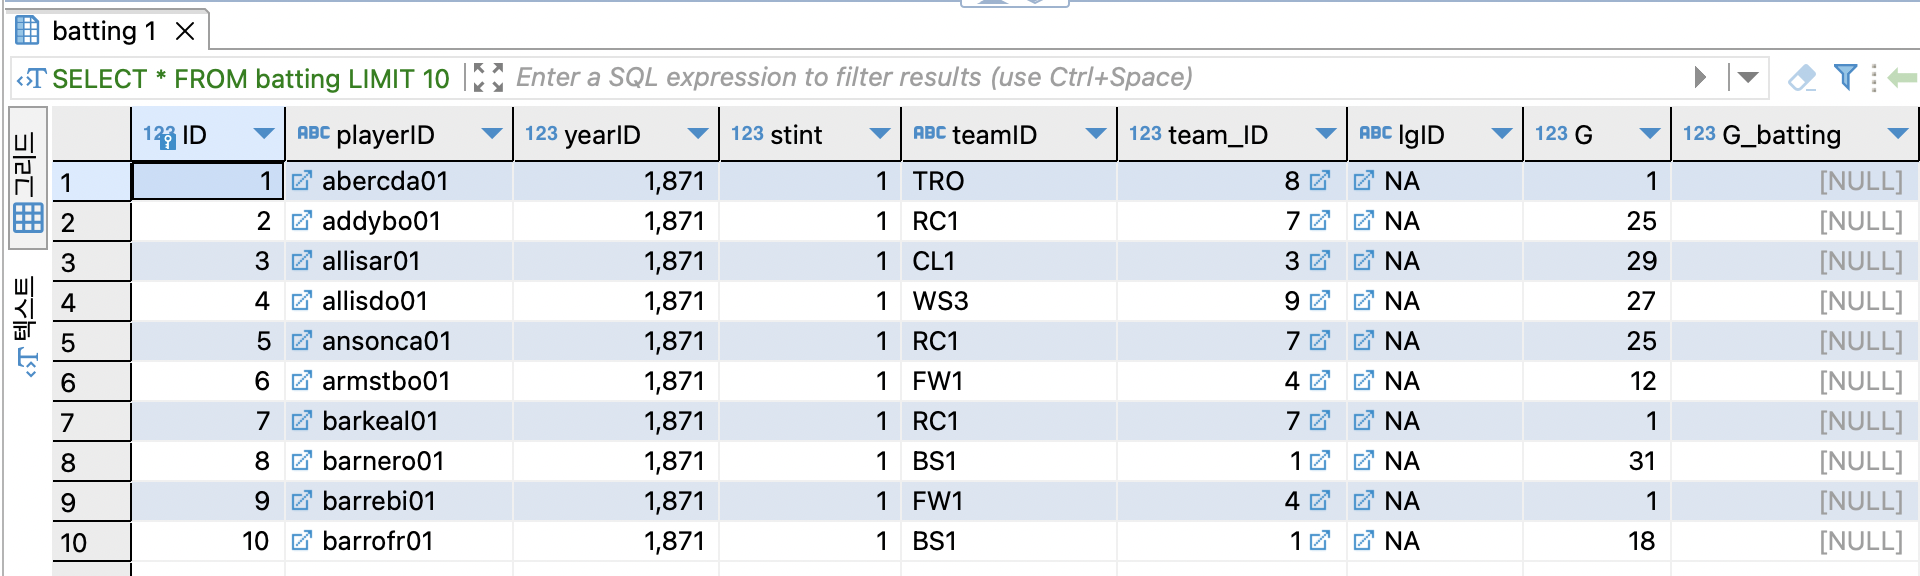 batting 1
SELECT * FROM batting LIMIT 10 Enter a SQL expression to filter results (use Ctrl+Space)
그리드
텍스트
123 ID ABC playerID 123 yearID 123 stint ABC teamID 123 team_ID ABC lgID 123 G 123 G_batting
1 1 abercda01 1,871 1 TRO 8 NA 1 [NULL]
2 2 addybo01 1,871 1 RC1 7 NA 25 [NULL]
3 3 allisar01 1,871 1 CL1 3 NA 29 [NULL]
4 4 allisdo01 1,871 1 WS3 9 NA 27 [NULL]
5 5 ansonca01 1,871 1 RC1 7 NA 25 [NULL]
6 6 armstbo01 1,871 1 FW1 4 NA 12 [NULL]
7 7 barkeal01 1,871 1 RC1 7 NA 1 [NULL]
8 8 barnero01 1,871 1 BS1 1 NA 31 [NULL]
9 9 barrebi01 1,871 1 FW1 4 NA 1 [NULL]
10 10 barrofr01 1,871 1 BS1 1 NA 18 [NULL]